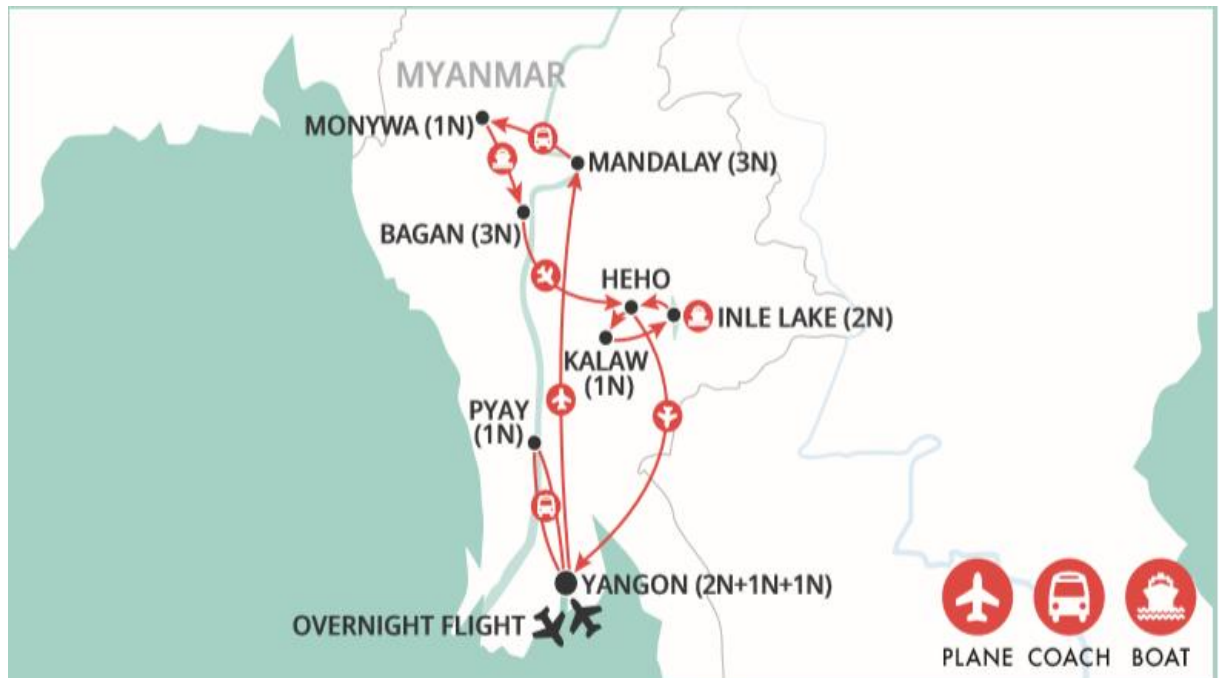 MYANMAR
MONYWA (1N)
MANDALAY (3N)
BAGAN (3N)
HEHO
INLE LAKE (2N)
KALAW
(1N)
PYAY
(1N)
YANGON (2N+1N+1N)
OVERNIGHT FLIGHT
PLANE COACH BOAT